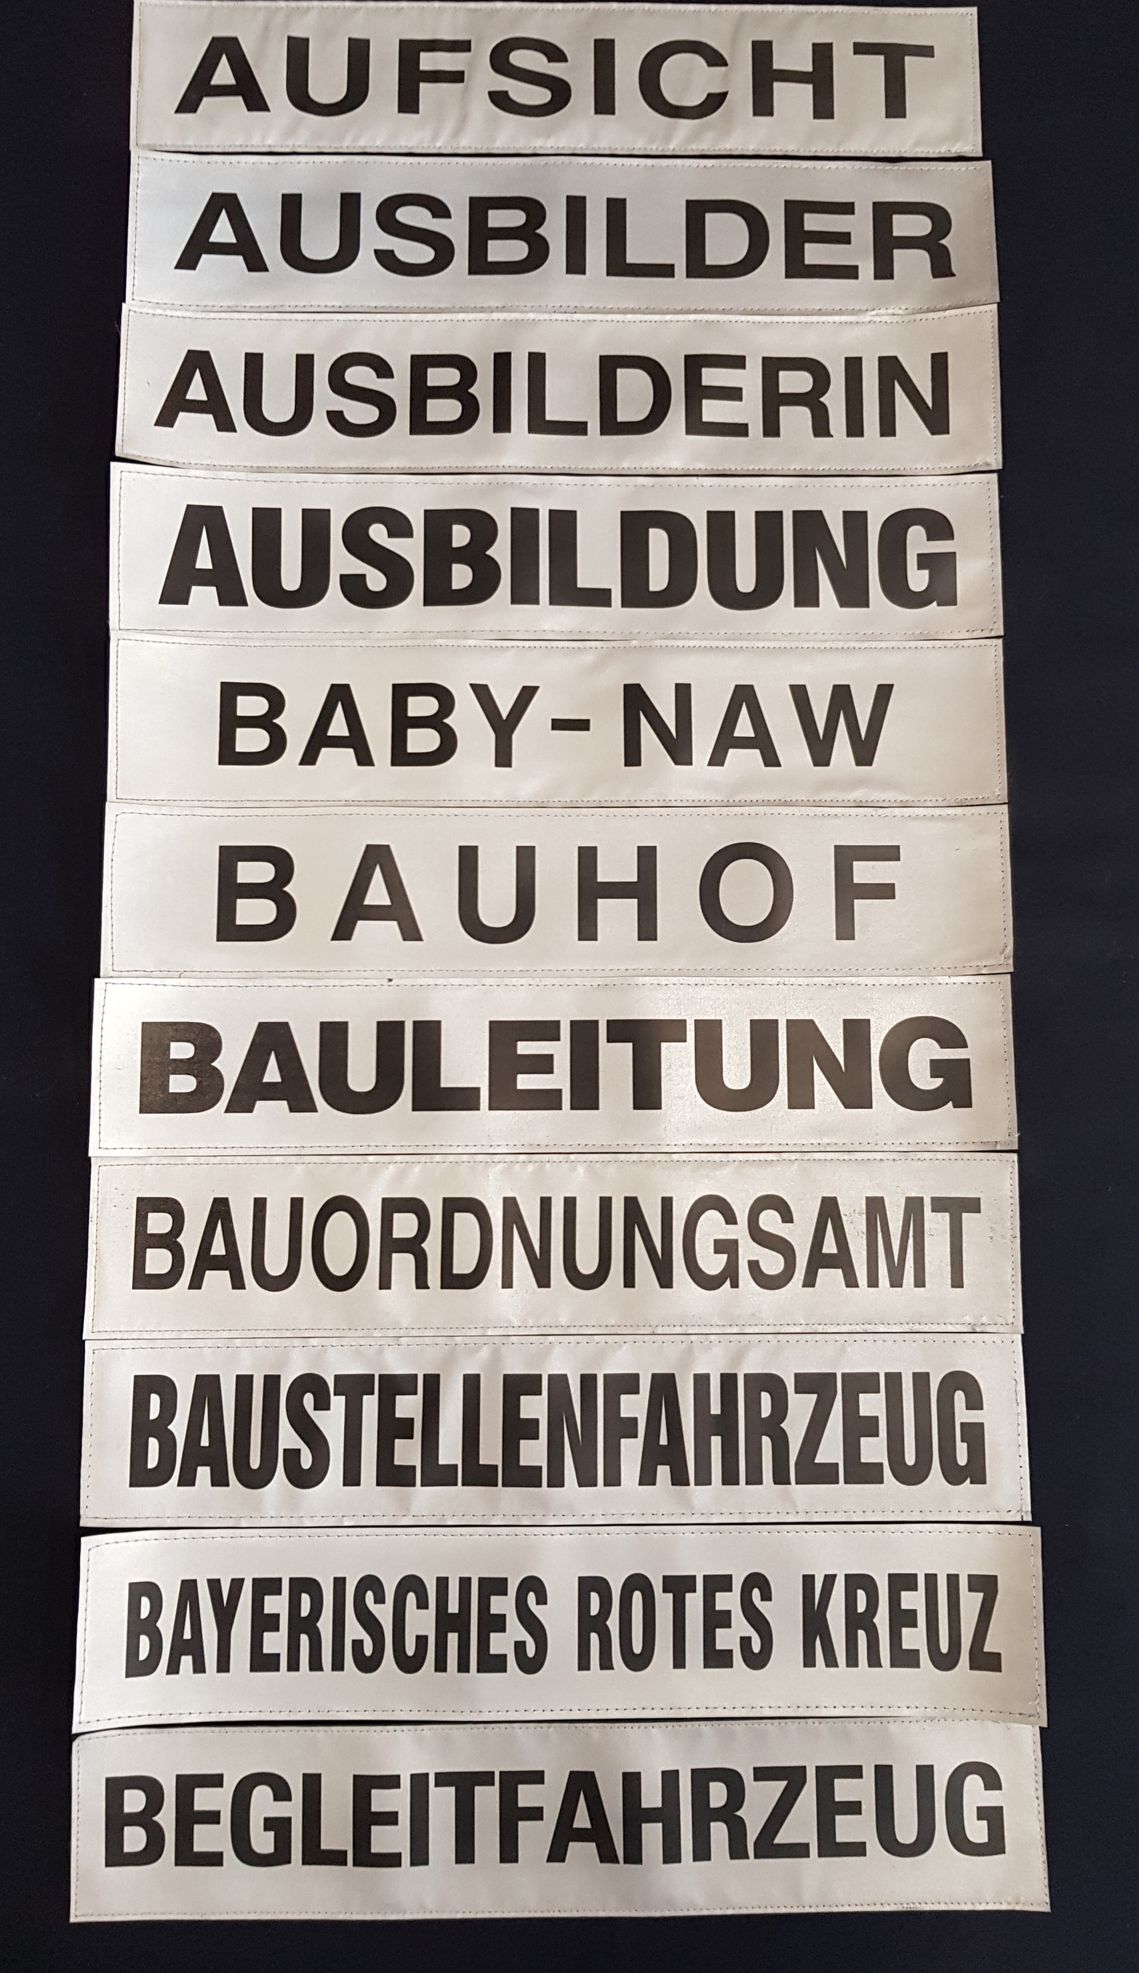 AUFSICHT
AUSBILDER
AUSBILDERIN
AUSBILDUNG
BABY-NAW
BAUHOF
BAULEITUNG
BAUORDNUNGSAMT
BAUSTELLENFAHRZEUG
BAYERISCHES ROTES KREUZ
BEGLEITFAHRZEUG